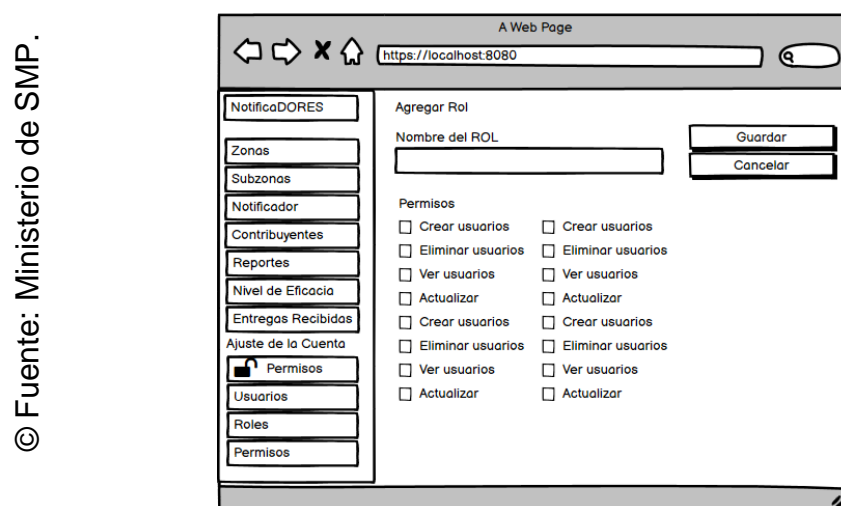 © Fuente: Ministerio de SMP.
A Web Page
https://localhost:8080
NotificaDORES
Zonas
Subzonas
Notificador
Contribuyentes
Reportes
Nivel de Eficacia
Entregas Recibidas
Ajuste de la Cuenta
Permisos
Usuarios
Roles
Permisos
Agregar Rol
Nombre del ROL
Guardar
Cancelar
Permisos
Crear usuarios Crear usuarios
Eliminar usuarios Eliminar usuarios
Ver usuarios Ver usuarios
Actualizar Actualizar
Crear usuarios Crear usuarios
Eliminar usuarios Eliminar usuarios
Ver usuarios Ver usuarios
Actualizar Actualizar